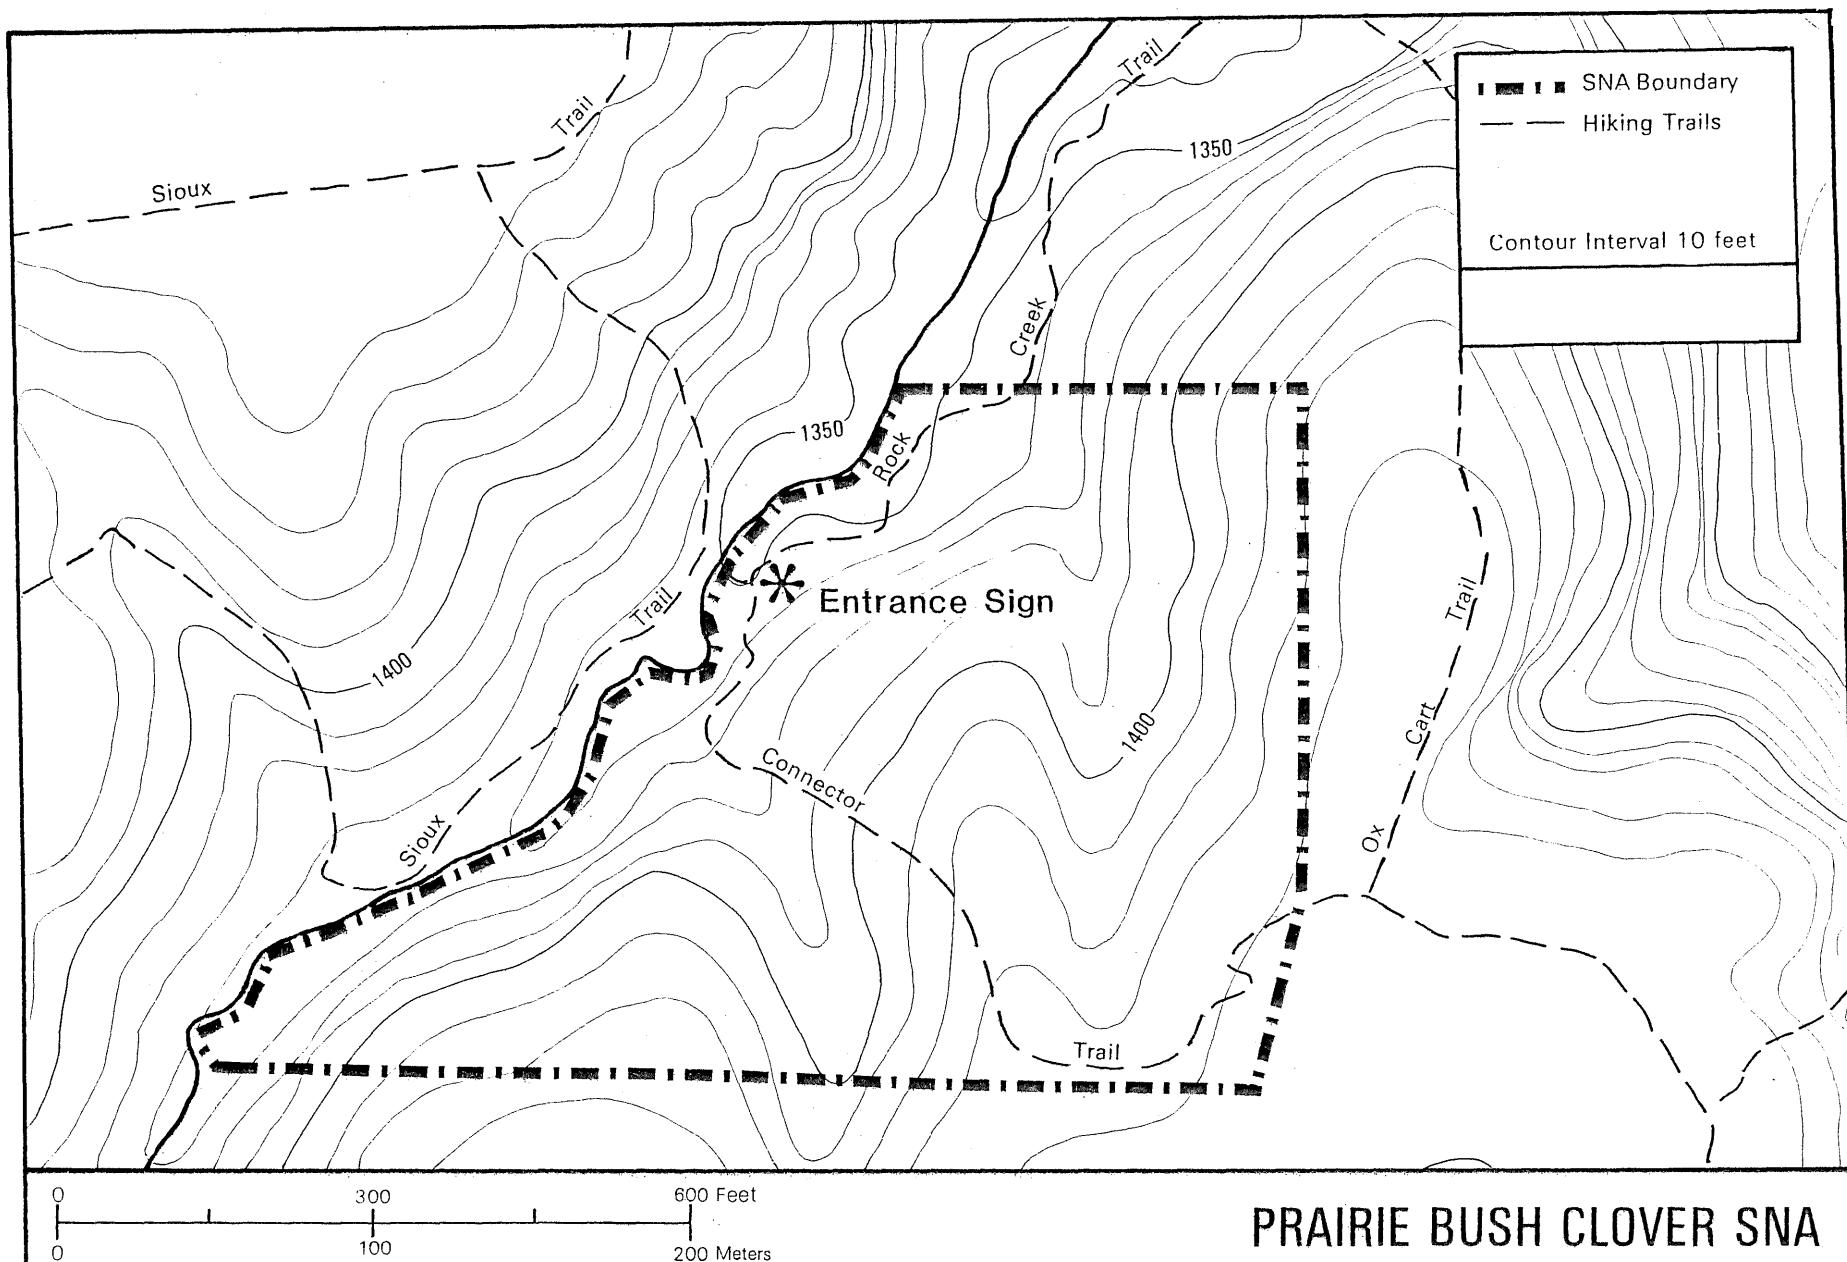 Trail
Trail
SNA Boundary
Hiking Trails
1350
Sioux
Contour Interval 10 feet
Creek
1350
Rock
Entrance Sign
Trail
Trail
1400
Cart
1400
Connector
Sioux
Ox
Trail
0 300 600 Feet
0 100 200 Meters
PRAIRIE BUSH CLOVER SNA